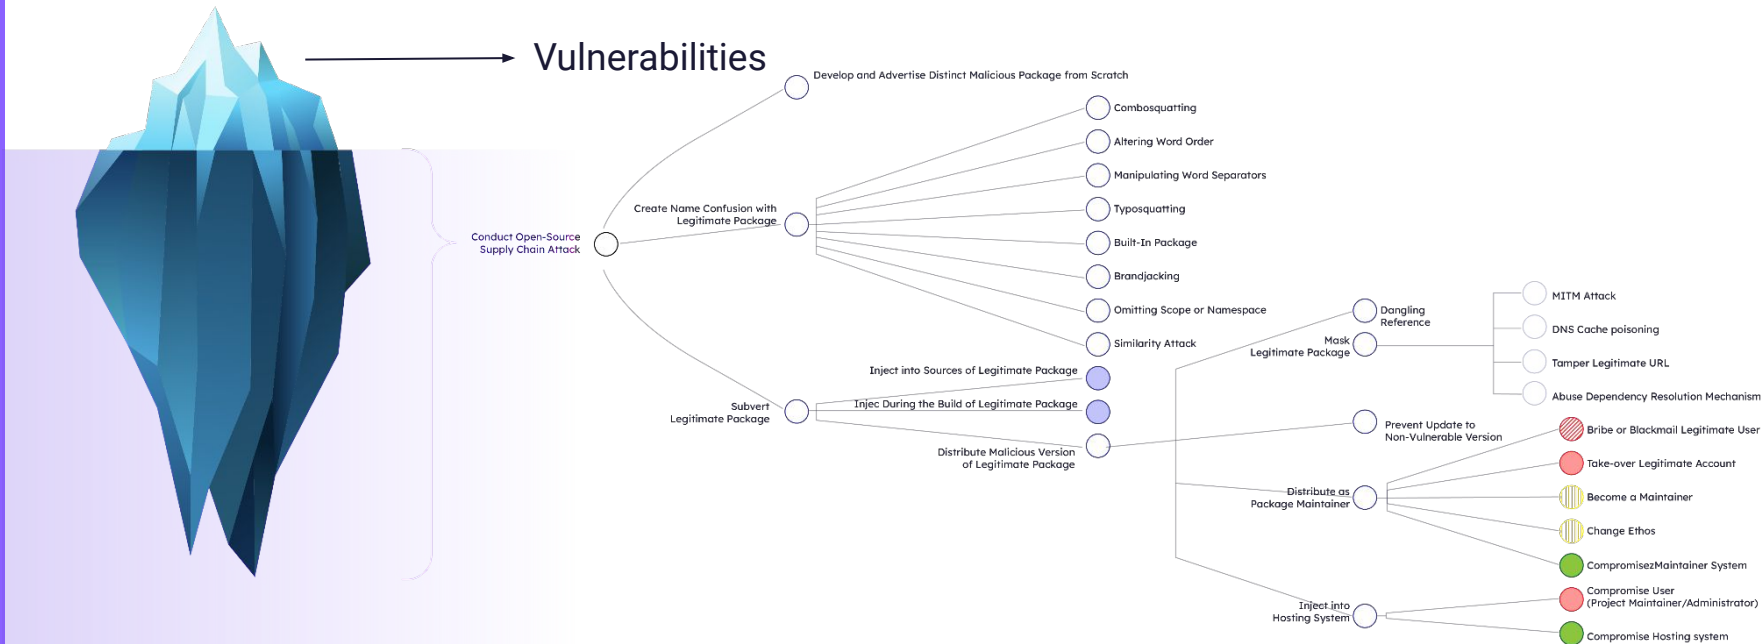 Vulnerabilities
Develop and Advertise Distinct Malicious Package from Scratch
Combosquatting
Altering Word Order
Manipulating Word Separators
Create Name Confusion with
Legitimate Package
Typosquatting
Conduct Open-Source
Supply Chain Attack
Built-In Package
Brandjacking
Omitting Scope or Namespace
Similarity Attack
Dangling
Reference
Mask
Legitimate Package
MITM Attack
DNS Cache poisoning
Tamper Legitimate URL
Abuse Dependency Resolution Mechanism
Inject into Sources of Legitimate Package
Subvert
Legitimate Package
Injec During the Build of Legitimate Package
Distribute Malicious Version
of Legitimate Package
Prevent Update to
Non-Vulnerable Version
Distribute as
Package Maintainer
Bribe or Blackmail Legitimate User
Take-over Legitimate Account
Become a Maintainer
Change Ethos
CompromisezMaintainer System
Inject into
Hosting System
Compromise User
(Project Maintainer/Administrator)
Compromise Hosting system